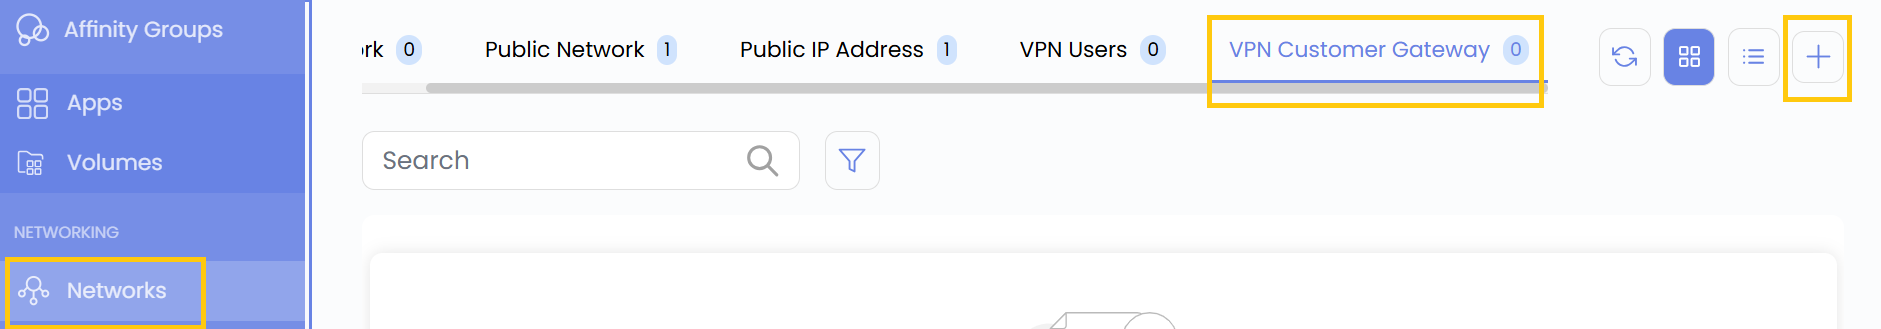 Affinity Groups
Apps
Volumes
NETWORKING
Networks
rk 0 Public Network 1 Public IP Address 1 VPN Users 0 VPN Customer Gateway 0
Search